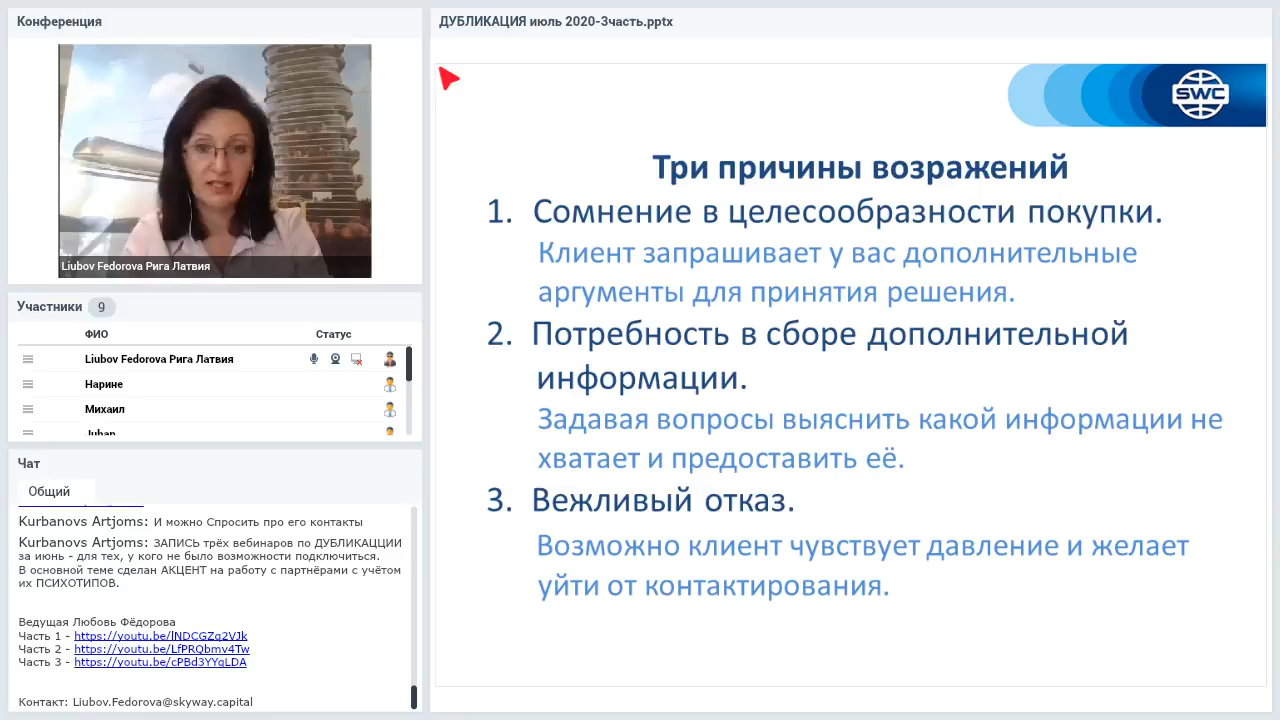 Конференция
Liubov Fedorova Рига Латвия
Участники 9
ФИО Статус
Liubov Fedorova Рига Латвия
Нарине
Михаил
Чат
Общий
Kurbanovs Artjoms: И можно Спросить про его контакты
Kurbanovs Artjoms: ЗАПИСЬ трёх вебинаров по ДУБЛИКАЦЦИИ
за июнь - для тех, у кого не было возможности подключиться.
В основной теме сделан АКЦЕНТ на работу с партнёрами с учётом
их ПСИХОТИПОВ.
Ведущая Любовь Фёдорова
Часть 1 - https://youtu.be/lNDCGZq2VJk
Часть 2 - https://youtu.be/LfPRQbmv4Tw
Часть 3 - https://youtu.be/cPBd3YYqLDA
Контакт: Liubov.Fedorova@skyway.capital
ДУБЛИКАЦИЯ июль 2020-3часть.pptx
SWC
Три причины возражений
1. Сомнение в целесообразности покупки.
Клиент запрашивает у вас дополнительные
аргументы для принятия решения.
2. Потребность в сборе дополнительной
информации.
Задавая вопросы выяснить какой информации не
хватает и предоставить её.
3. Вежливый отказ.
Возможно клиент чувствует давление и желает
уйти от контактирования.